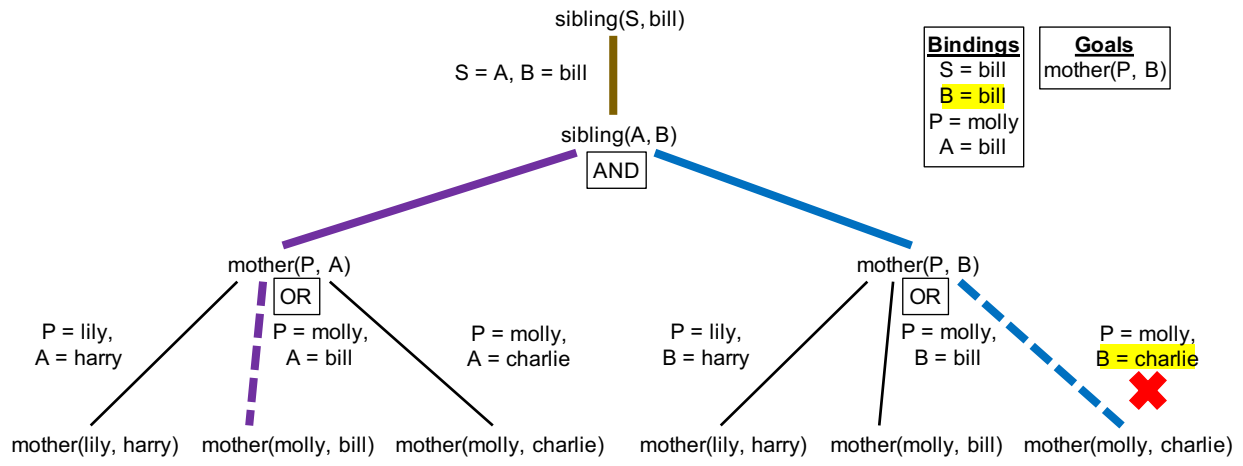 sibling(S, bill)
S = A, B = bill
Bindings
S = bill
B = bill
P = molly
A = bill
Goals
mother(P, B)
sibling(A, B)
AND
mother(P, A)
OR
P = lily,
A = harry
P = molly,
A = bill
P = molly,
A = charlie
mother(P, B)
OR
P = lily,
B = harry
P = molly,
B = bill
P = molly,
B = charlie
mother(lily, harry)
mother(molly, bill)
mother(molly, charlie)
mother(lily, harry)
mother(molly, bill)
mother(molly, charlie)